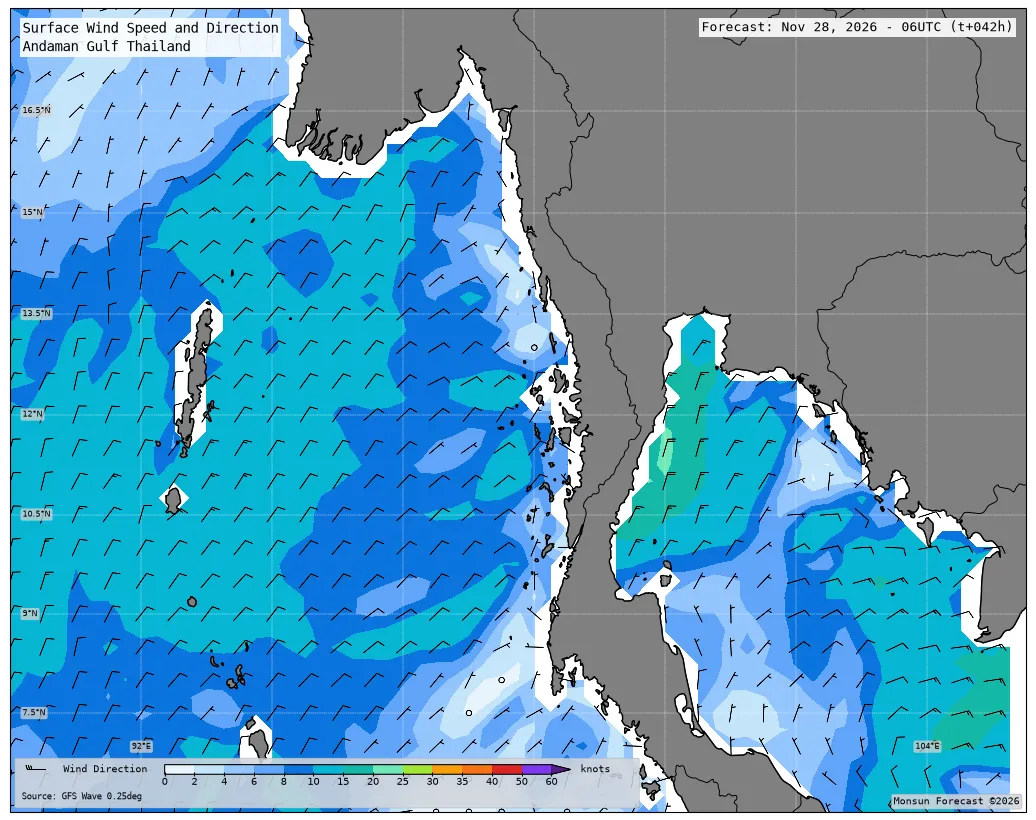 Surface Wind Speed and Direction
Andaman Gulf Thailand
Forecast: Nov 28, 2026 - 06UTC (t+042h)
16.5°N
15°N
13.5°N
12°N
10.5°N
9°N
7.5°N
92°E
104°E
Wind Direction
knots
0 2 4 6 8 10 15 20 25 30 35 40 50 60
Source: GFS Wave 0.25deg
Monsun Forecast ©2026